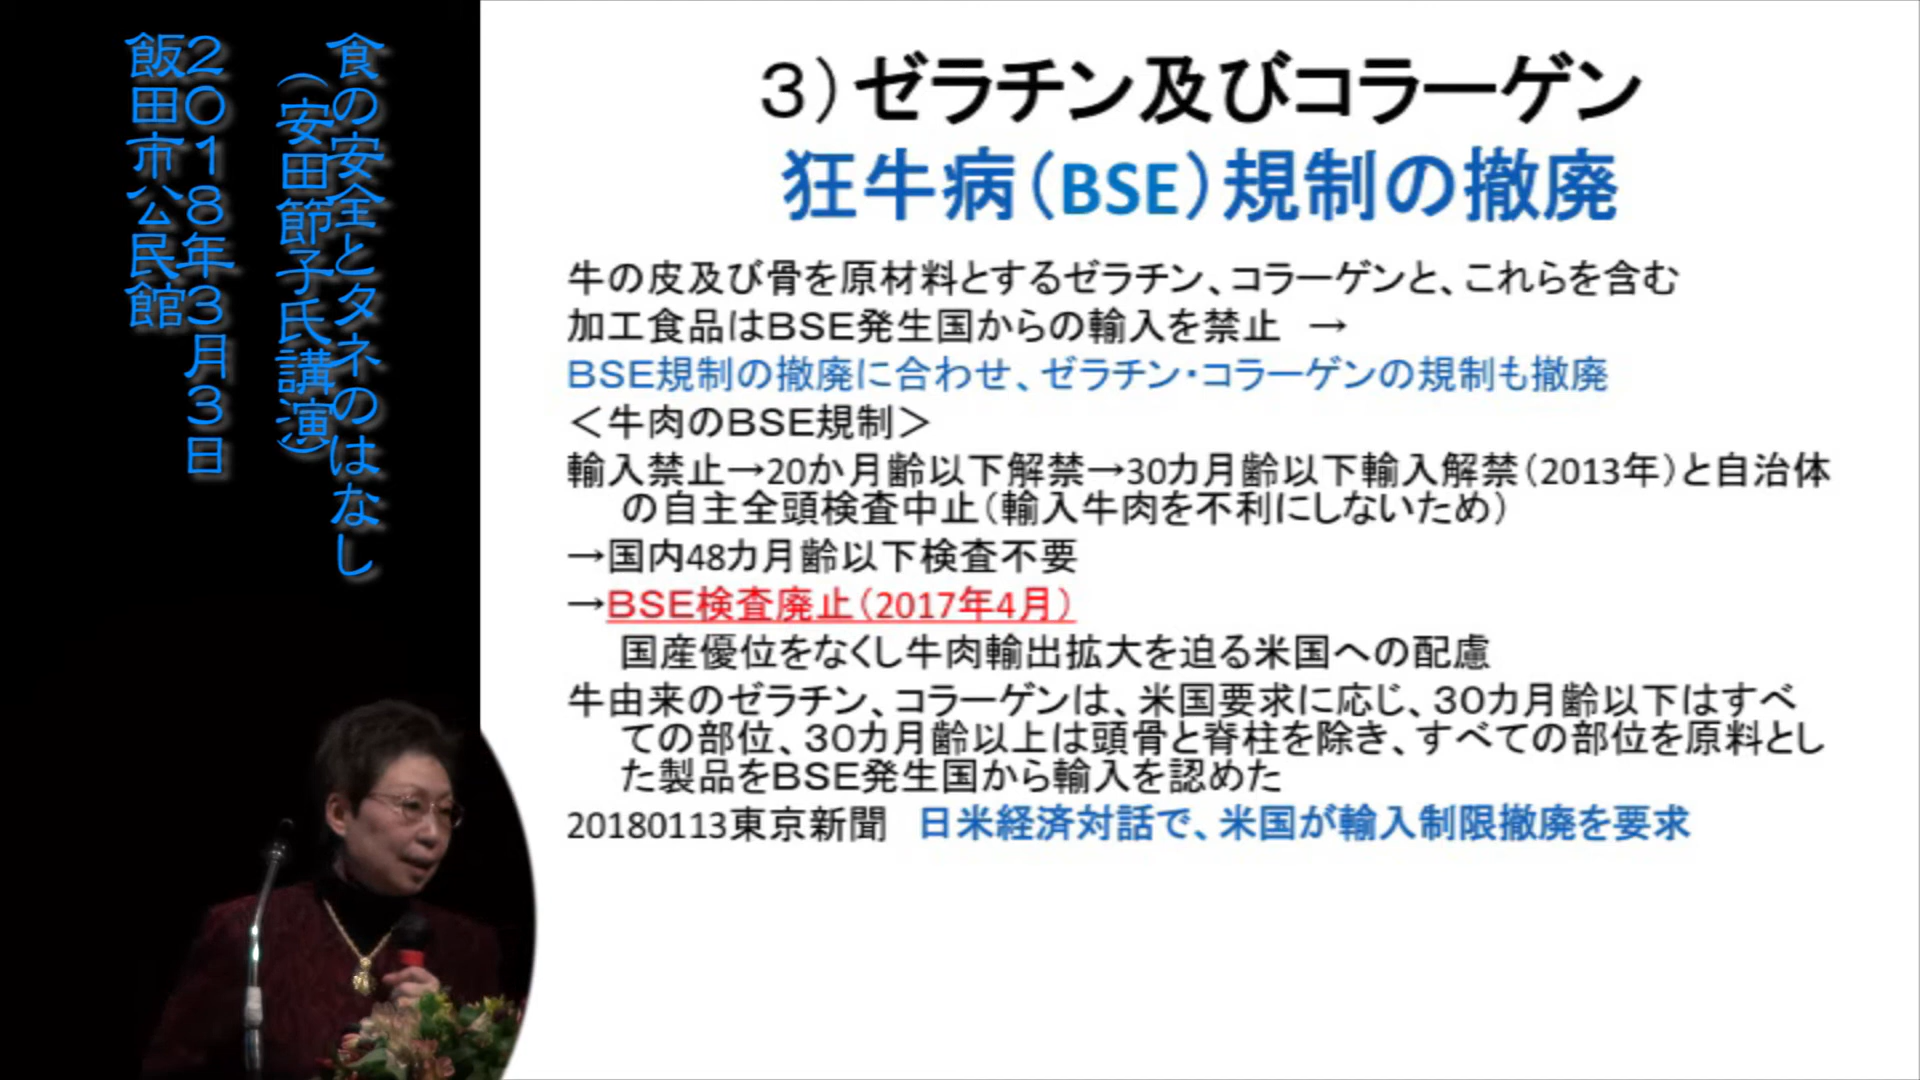 食の安全とタネのはなし
（安田節子氏講演）
２０１８年３月３日
飯田市公民館
３）ゼラチン及びコラーゲン
狂牛病（BSE）規制の撤廃
牛の皮及び骨を原材料とするゼラチン、コラーゲンと、これらを含む
加工食品はＢＳＥ発生国からの輸入を禁止　→
ＢＳＥ規制の撤廃に合わせ、ゼラチン・コラーゲンの規制も撤廃
＜牛肉のＢＳＥ規制＞
輸入禁止→20か月齢以下解禁→30カ月齢以下輸入解禁（2013年）と自治体
の自主全頭検査中止（輸入牛肉を不利にしないため）
→国内48カ月齢以下検査不要
→ＢＳＥ検査廃止（2017年4月）
国産優位をなくし牛肉輸出拡大を迫る米国への配慮
牛由来のゼラチン、コラーゲンは、米国要求に応じ、３０カ月齢以下はすべ
ての部位、３０カ月齢以上は頭骨と脊柱を除き、すべての部位を原料とし
た製品をＢＳＥ発生国から輸入を認めた
20180113東京新聞　日米経済対話で、米国が輸入制限撤廃を要求